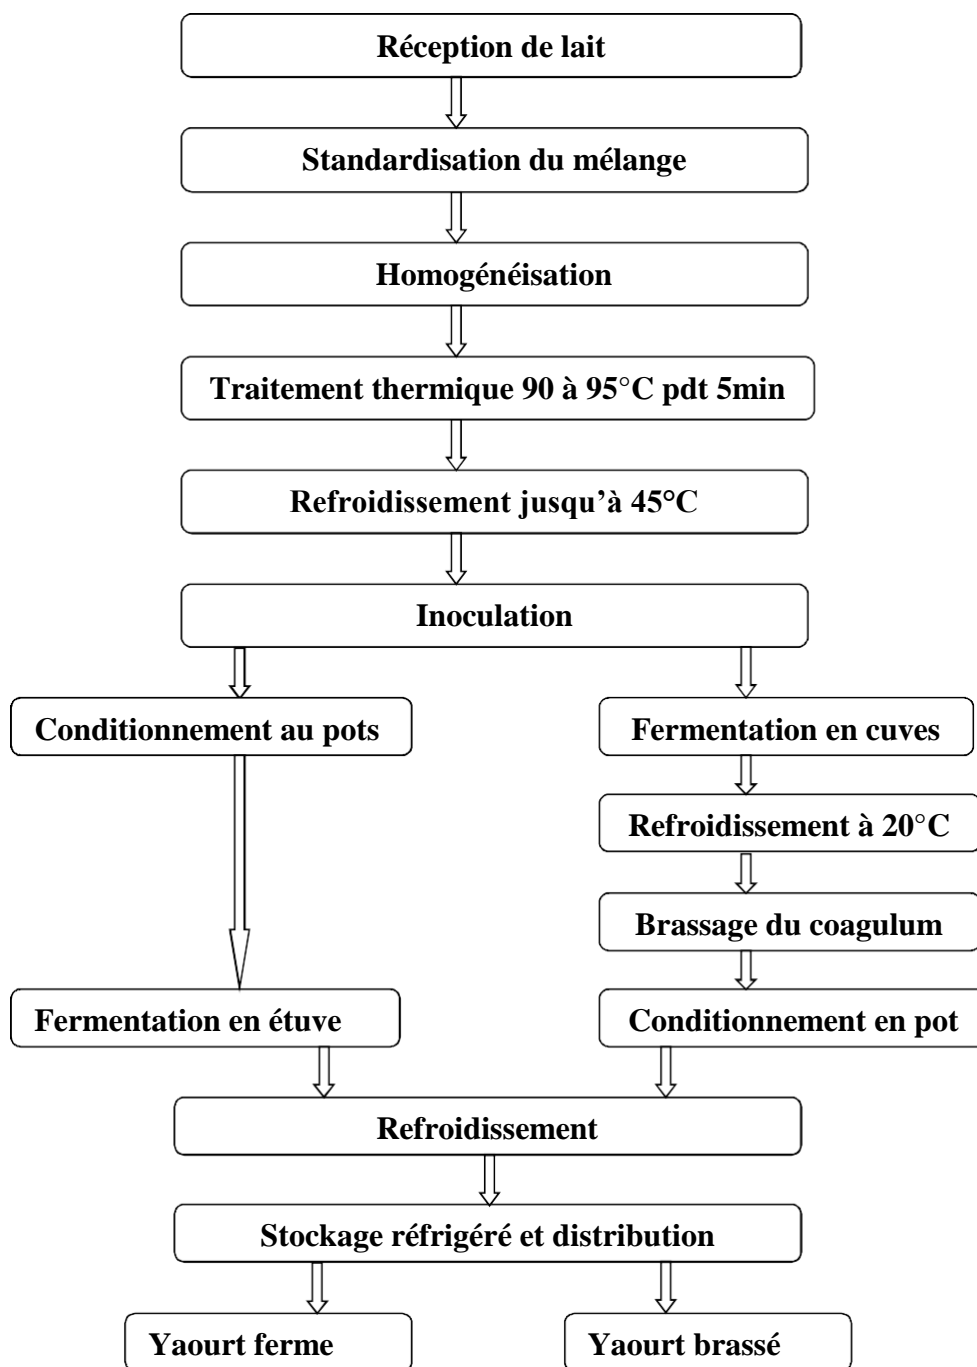 Réception de lait
Standardisation du mélange
Homogénéisation
Traitement thermique 90 à 95°C pdt 5min
Refroidissement jusqu’à 45°C
Inoculation
Conditionnement au pots
Fermentation en cuves
Refroidissement à 20°C
Brassage du coagulum
Fermentation en étuve
Conditionnement en pot
Refroidissement
Stockage réfrigéré et distribution
Yaourt ferme
Yaourt brassé